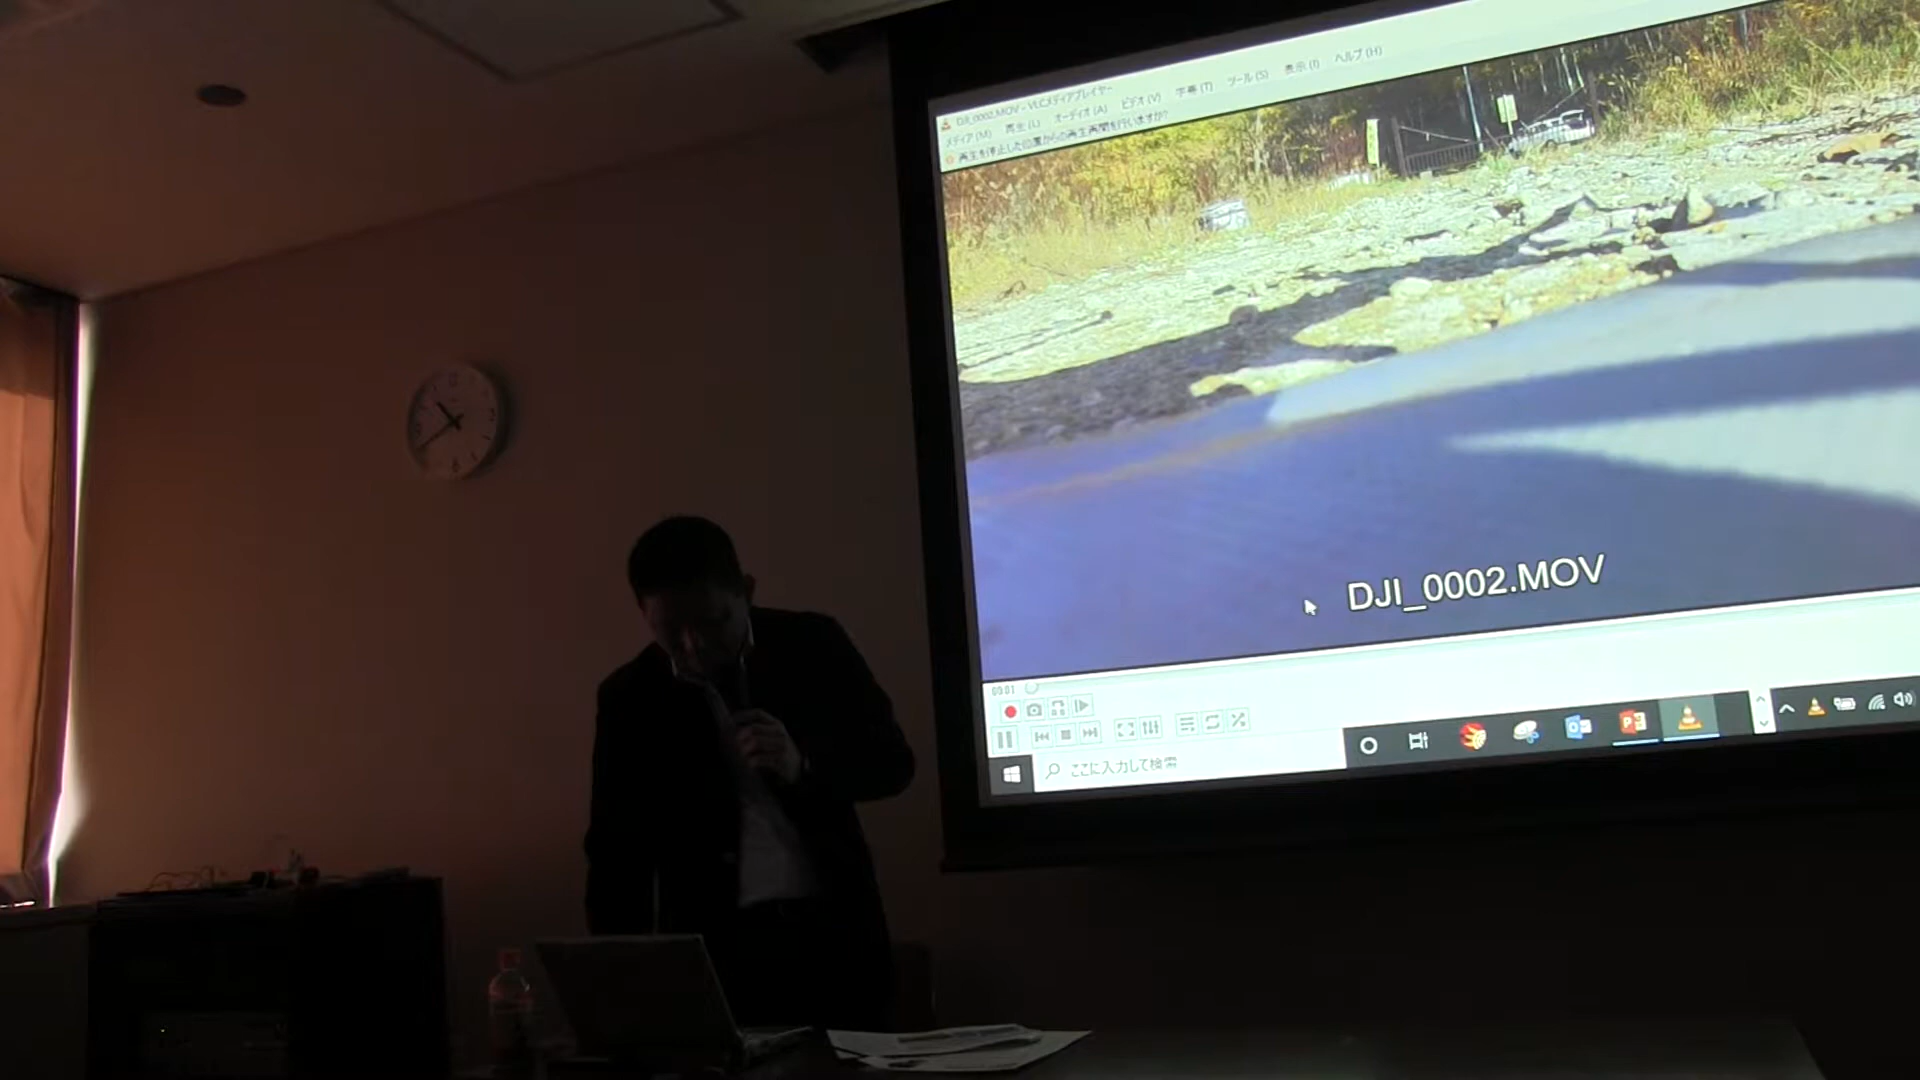 DJI_0002.MOV - VLCメディアプレイヤー
メディア(M) 再生(L) オーディオ(A) ビデオ(V) 字幕(T) ツール(S) 表示(I) ヘルプ(H)
再生を停止した位置からの再生再開を行いますか?
DJI_0002.MOV
00:01
ここに入力して検索